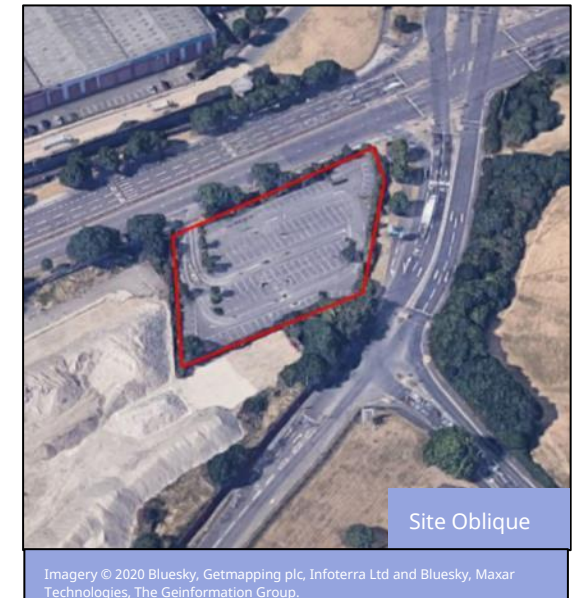 Site Oblique
Imagery © 2020 Bluesky, Getmapping plc, Infoterra Ltd and Bluesky, Maxar
Technologies, The Geinformation Group.